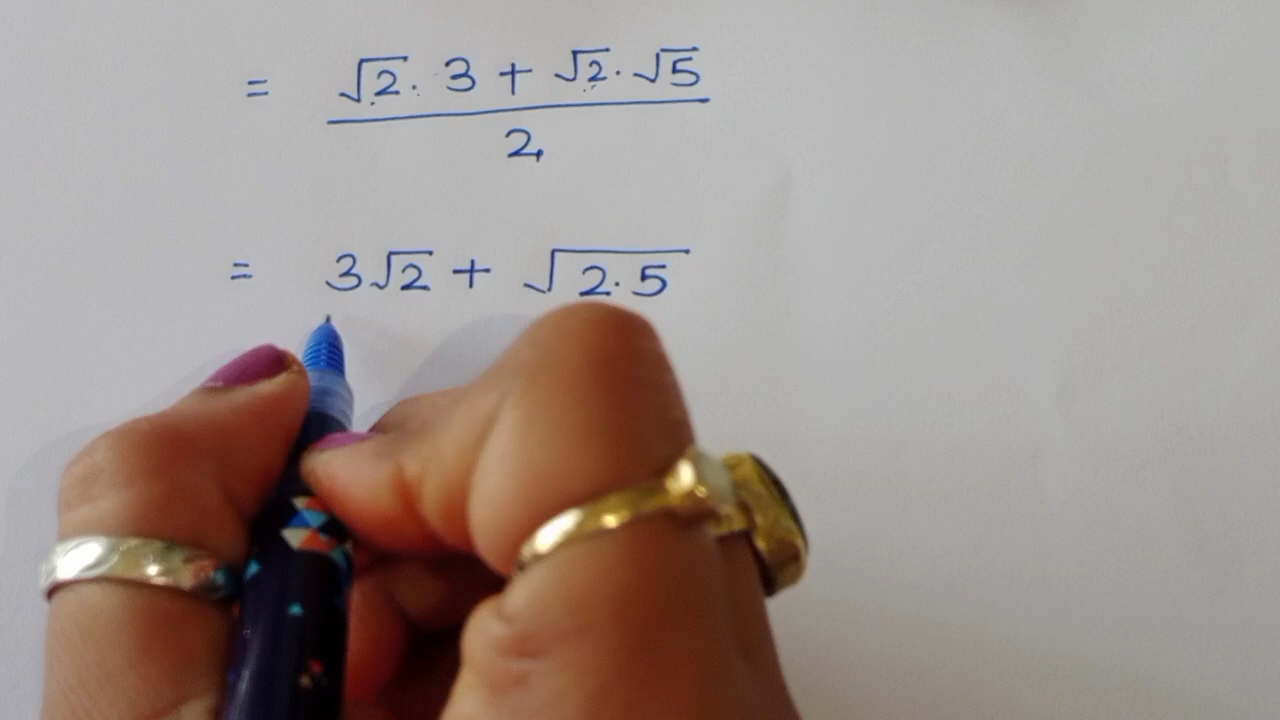 = (√2 . 3 + √2 . √5) / 2
= 3√2 + √(2.5)